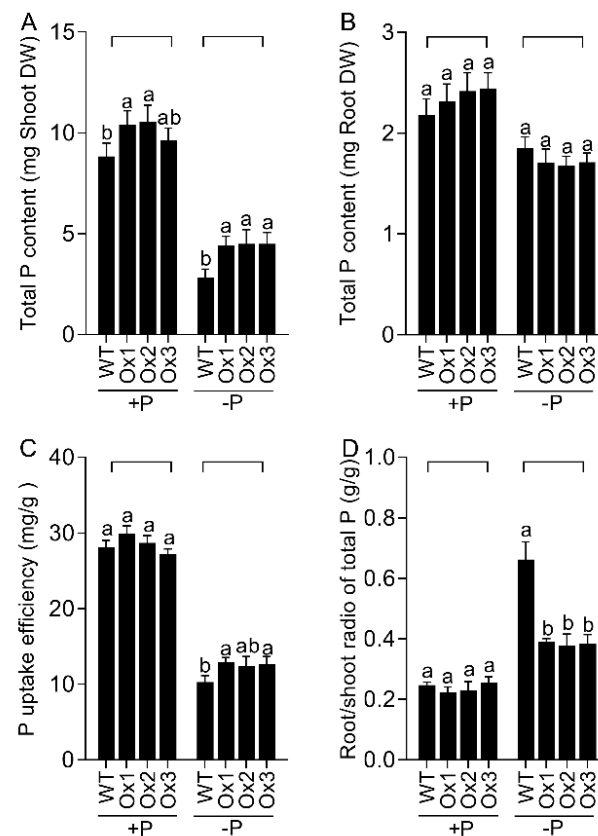 A
Total P content (mg Shoot DW)
15
10
5
0
b a a ab
b a a a
WT Ox1 Ox2 Ox3 WT Ox1 Ox2 Ox3
+P -P
B
Total P content (mg Root DW)
3
2
1
0
a a a a
a a a a
WT Ox1 Ox2 Ox3 WT Ox1 Ox2 Ox3
+P -P
C
P uptake efficiency (mg/g )
40
30
20
10
0
a a a a
b a ab a
WT Ox1 Ox2 Ox3 WT Ox1 Ox2 Ox3
+P -P
D
Root/shoot radio of total P (g/g)
1.0
0.8
0.6
0.4
0.2
0.0
a a a a
a b b b
WT Ox1 Ox2 Ox3 WT Ox1 Ox2 Ox3
+P -P